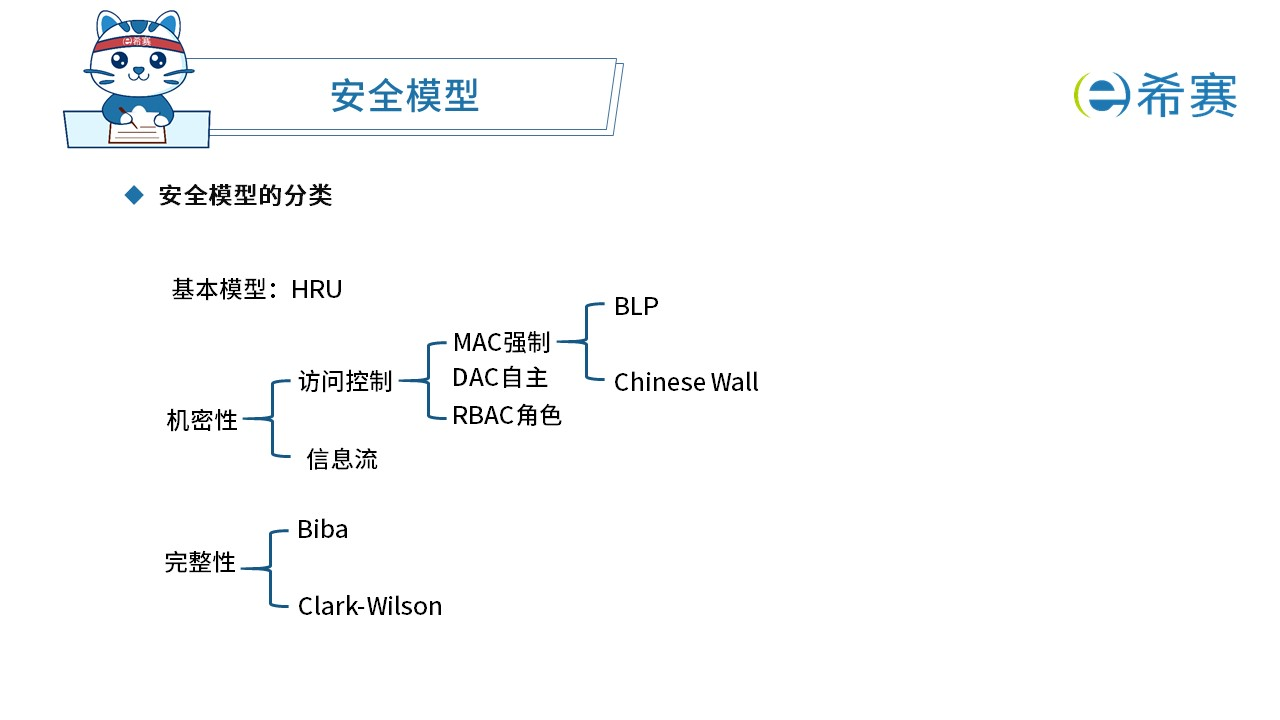 希赛
安全模型
希赛
安全模型的分类
基本模型：HRU
BLP
MAC强制
Chinese Wall
访问控制
DAC自主
RBAC角色
机密性
信息流
Biba
完整性
Clark-Wilson